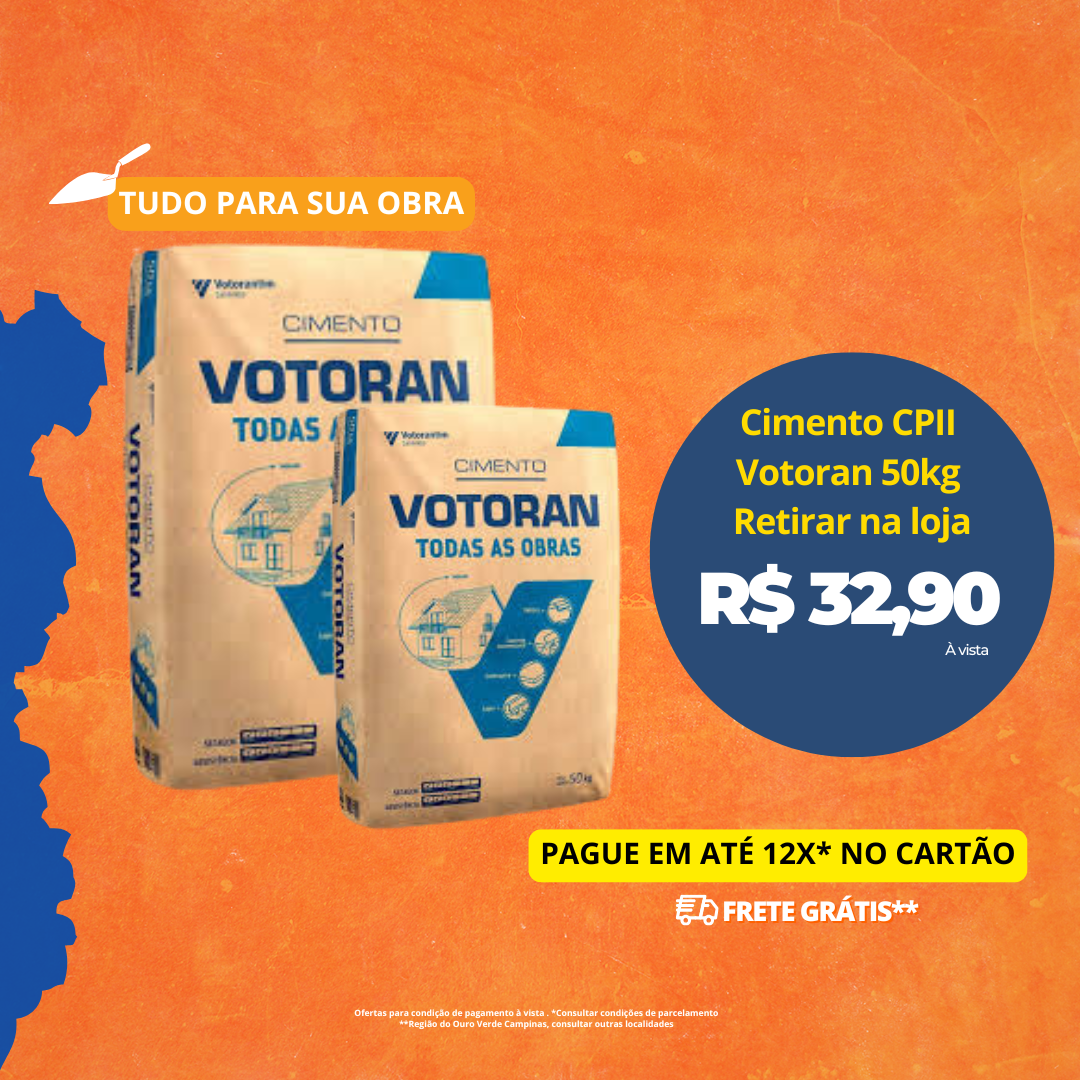 TUDO PARA SUA OBRA
Votorantim
CIMENTO
VOTORAN
TODAS A
VOTORAN
Votorantim
CIMENTO
VOTORAN
TODAS AS OBRAS
VOTORAN
50kg
Cimento CPII
Votoran 50kg
Retirar na loja
R$ 32,90
À vista
PAGUE EM ATÉ 12X* NO CARTÃO
FRETE GRÁTIS**
Ofertas para condição de pagamento à vista . *Consultar condições de parcelamento
**Região do Ouro Verde Campinas, consultar outras localidades